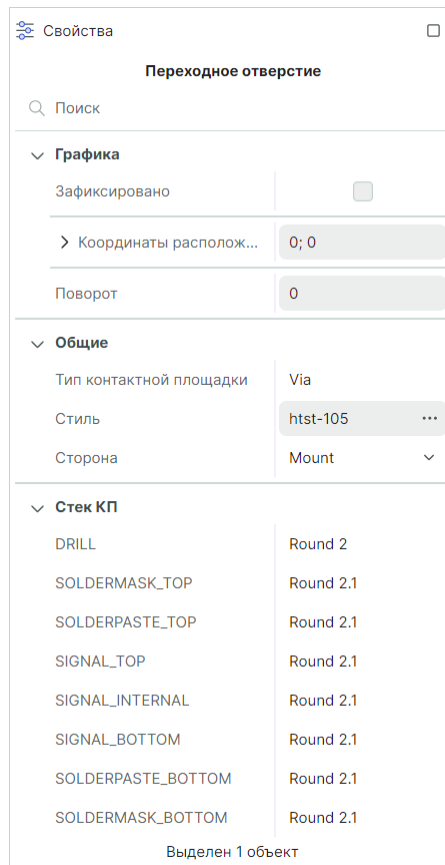 Свойства
Переходное отверстие
Поиск
Графика
Зафиксировано
Координаты располож... 0; 0
Поворот 0
Общие
Тип контактной площадки Via
Стиль htst-105 ...
Сторона Mount
Стек КП
DRILL Round 2
SOLDERMASK_TOP Round 2.1
SOLDERPASTE_TOP Round 2.1
SIGNAL_TOP Round 2.1
SIGNAL_INTERNAL Round 2.1
SIGNAL_BOTTOM Round 2.1
SOLDERPASTE_BOTTOM Round 2.1
SOLDERMASK_BOTTOM Round 2.1
Выделен 1 объект